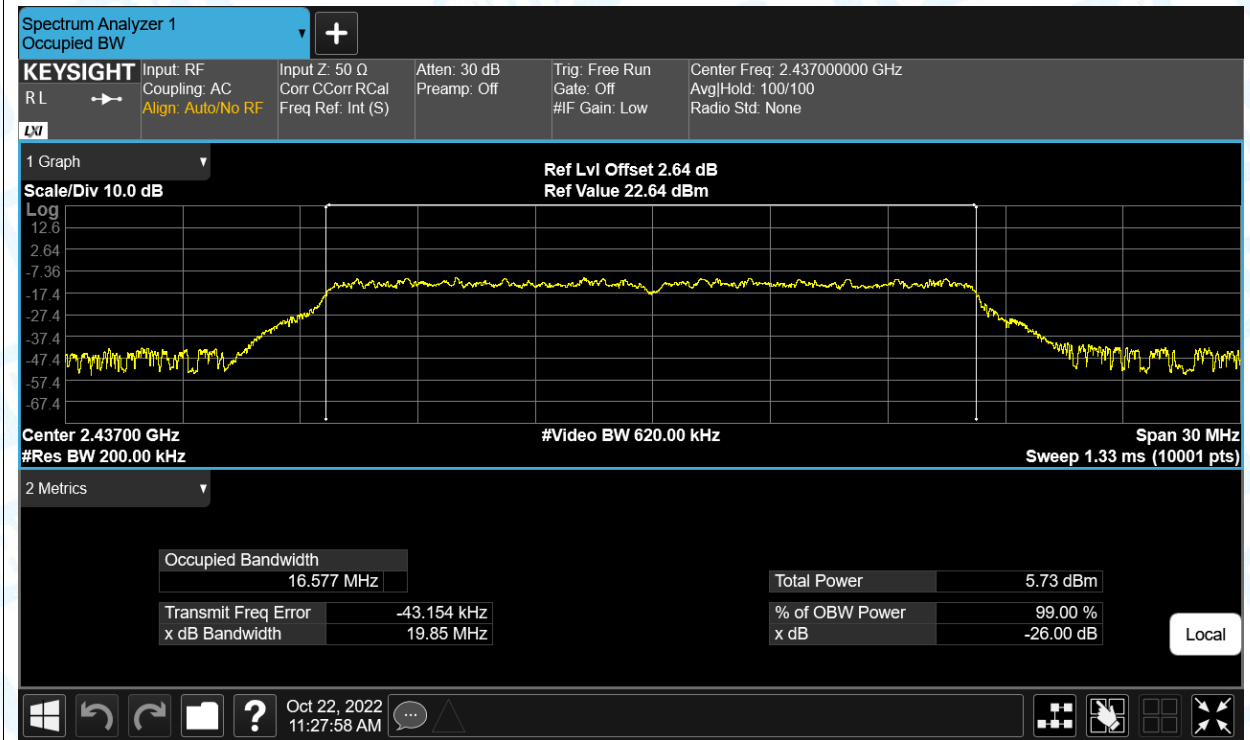 Spectrum Analyzer 1
Occupied BW
KEYSIGHT Input: RF Input Z: 50 Ω Atten: 30 dB Trig: Free Run Center Freq: 2.437000000 GHz
R L Coupling: AC Corr CCorr RCal Preamp: Off Gate: Off Avg|Hold: 100/100
Align: Auto/No RF Freq Ref: Int (S) #IF Gain: Low Radio Std: None
LXI
1 Graph Ref Lvl Offset 2.64 dB
Scale/Div 10.0 dB Ref Value 22.64 dBm
Log
12.6
2.64
-7.36
-17.4
-27.4
-37.4
-47.4
-57.4
-67.4
Center 2.43700 GHz #Video BW 620.00 kHz Span 30 MHz
#Res BW 200.00 kHz Sweep 1.33 ms (10001 pts)
2 Metrics
Occupied Bandwidth
16.577 MHz Total Power 5.73 dBm
Transmit Freq Error -43.154 kHz % of OBW Power 99.00 %
x dB Bandwidth 19.85 MHz x dB -26.00 dB
Local
? Oct 22, 2022
11:27:58 AM